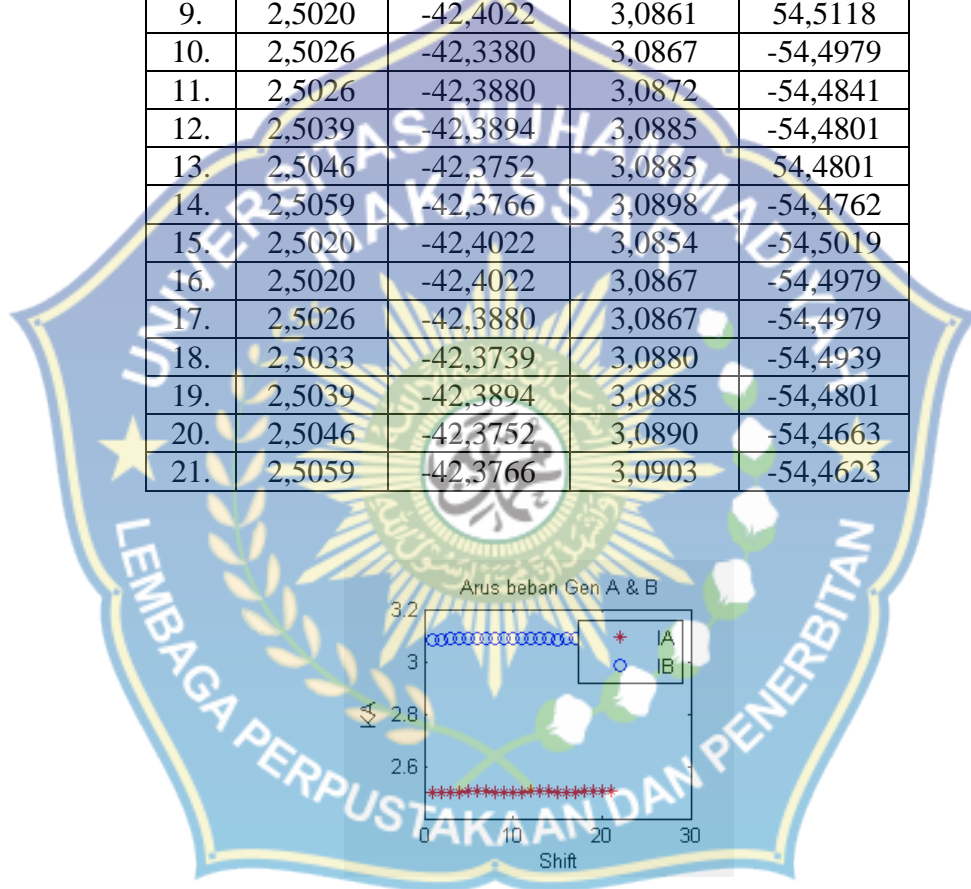 9. 2,5020 -42,4022 3,0861 54,5118
10. 2,5026 -42,3380 3,0867 -54,4979
11. 2,5026 -42,3880 3,0872 -54,4841
12. 2,5039 -42,3894 3,0885 -54,4801
13. 2,5046 -42,3752 3,0885 54,4801
14. 2,5059 -42,3766 3,0898 -54,4762
15. 2,5020 -42,4022 3,0854 -54,5019
16. 2,5020 -42,4022 3,0867 -54,4979
17. 2,5026 -42,3880 3,0867 -54,4979
18. 2,5033 -42,3739 3,0880 -54,4939
19. 2,5039 -42,3894 3,0885 -54,4801
20. 2,5046 -42,3752 3,0890 -54,4663
21. 2,5059 -42,3766 3,0903 -54,4623
UNIVERSITAS MUHAMMADIYAH
MAKASSAR
LEMBAGA PERPUSTAKAAN DAN PENERBITAN
Arus beban Gen A & B
3.2
3
2.8
2.6
KA
IA
IB
0 10 20 30
Shift